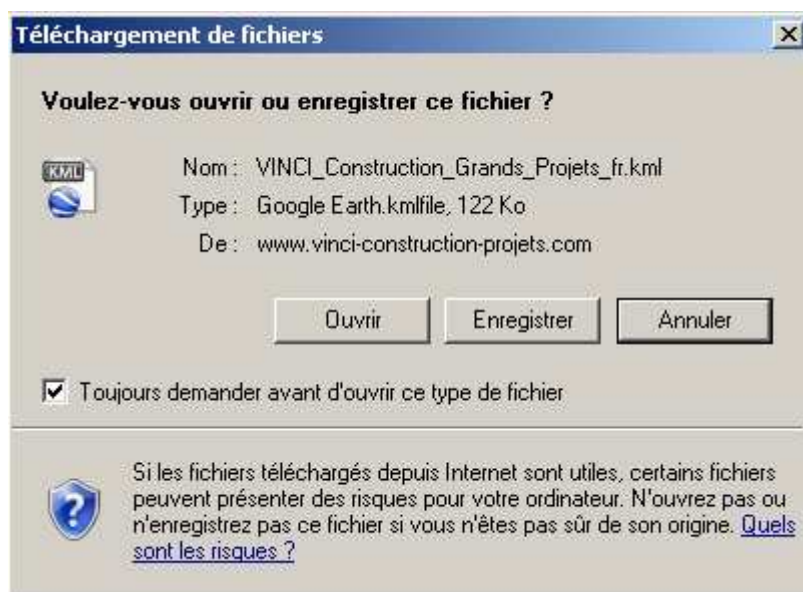 Téléchargement de fichiers
Voulez-vous ouvrir ou enregistrer ce fichier ?
KML
Nom : VINCI_Construction_Grands_Projets_fr.kml
Type : Google Earth.kmlfile, 122 Ko
De : www.vinci-construction-projets.com
Ouvrir Enregistrer Annuler
Toujours demander avant d'ouvrir ce type de fichier
Si les fichiers téléchargés depuis Internet sont utiles, certains fichiers
peuvent présenter des risques pour votre ordinateur. N'ouvrez pas ou
n'enregistrez pas ce fichier si vous n'êtes pas sûr de son origine. Quels
sont les risques ?